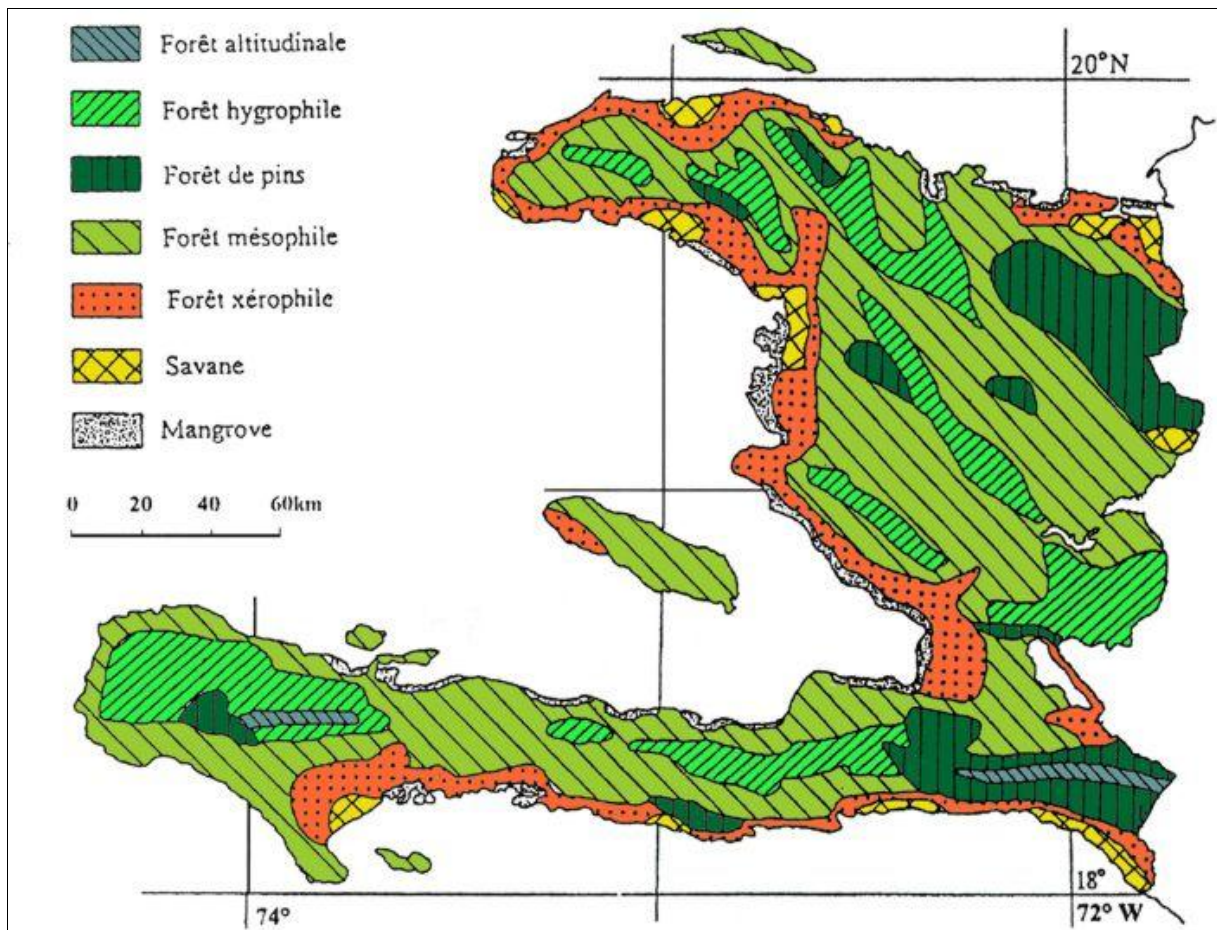 Forêt altitudinale
Forêt hygrophile
Forêt de pins
Forêt mésophile
Forêt xérophile
Savane
Mangrove
0 20 40 60km
20°N
74°
18°
72° W